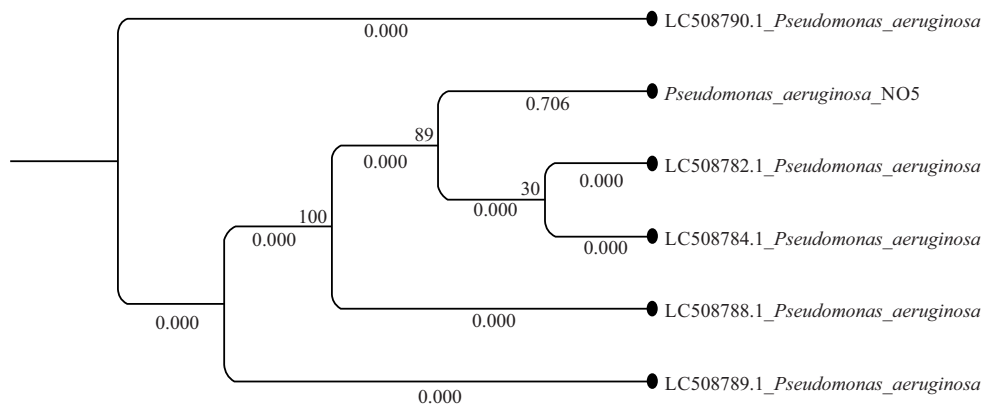 LC508790.1_Pseudomonas_aeruginosa
0.000
Pseudomonas_aeruginosa_NO5
0.706
89
0.000
LC508782.1_Pseudomonas_aeruginosa
0.000
30
0.000
LC508784.1_Pseudomonas_aeruginosa
0.000
100
0.000
LC508788.1_Pseudomonas_aeruginosa
0.000
0.000
LC508789.1_Pseudomonas_aeruginosa
0.000